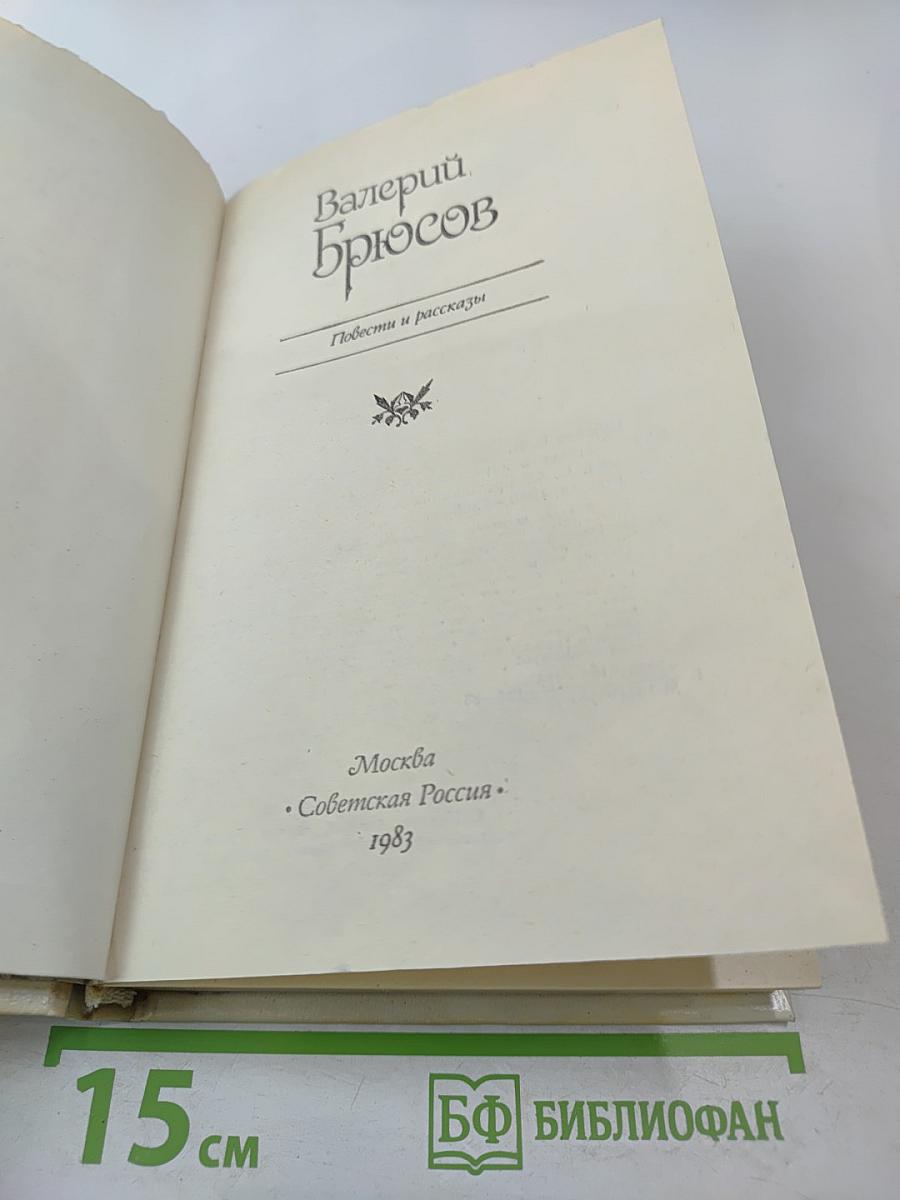 Валерий
Брюсов
Повести и рассказы
Москва
• Советская Россия •
1983
15 см
БФ БИБЛИОФАН